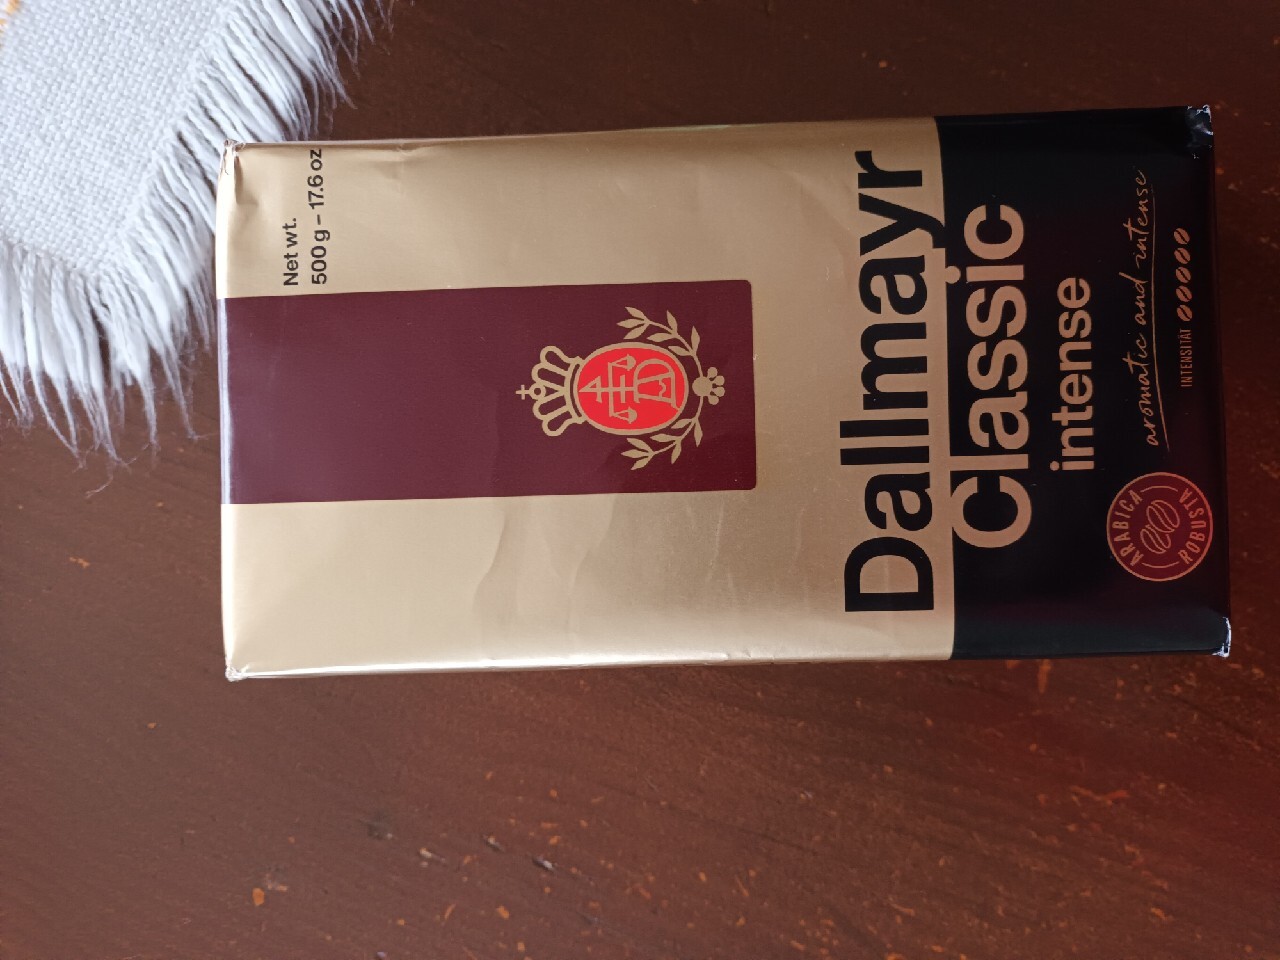 Net wt.
500 g – 17.6 oz
Dallmayr
Classic
intense
aromatic and intense
INTENSITÄT
ARABICA
ROBUSTA